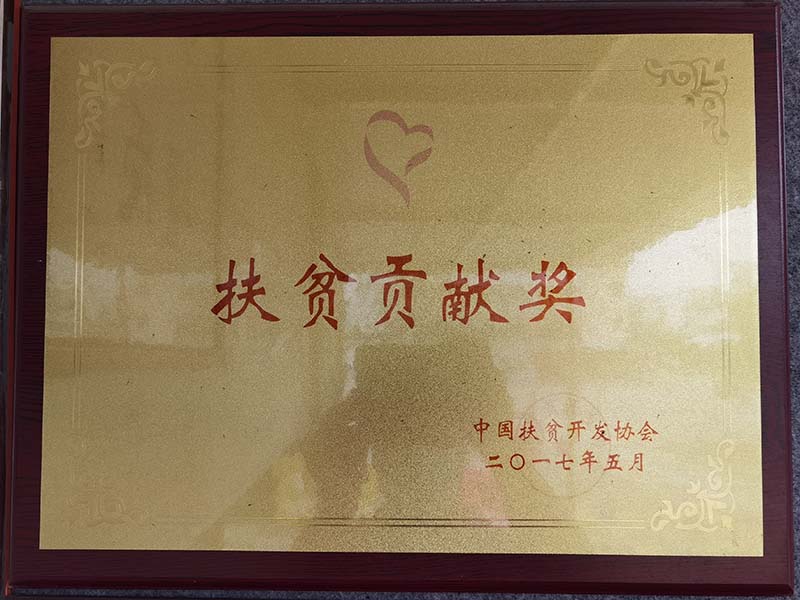 扶贫贡献奖
中国扶贫开发协会
二〇一七年五月